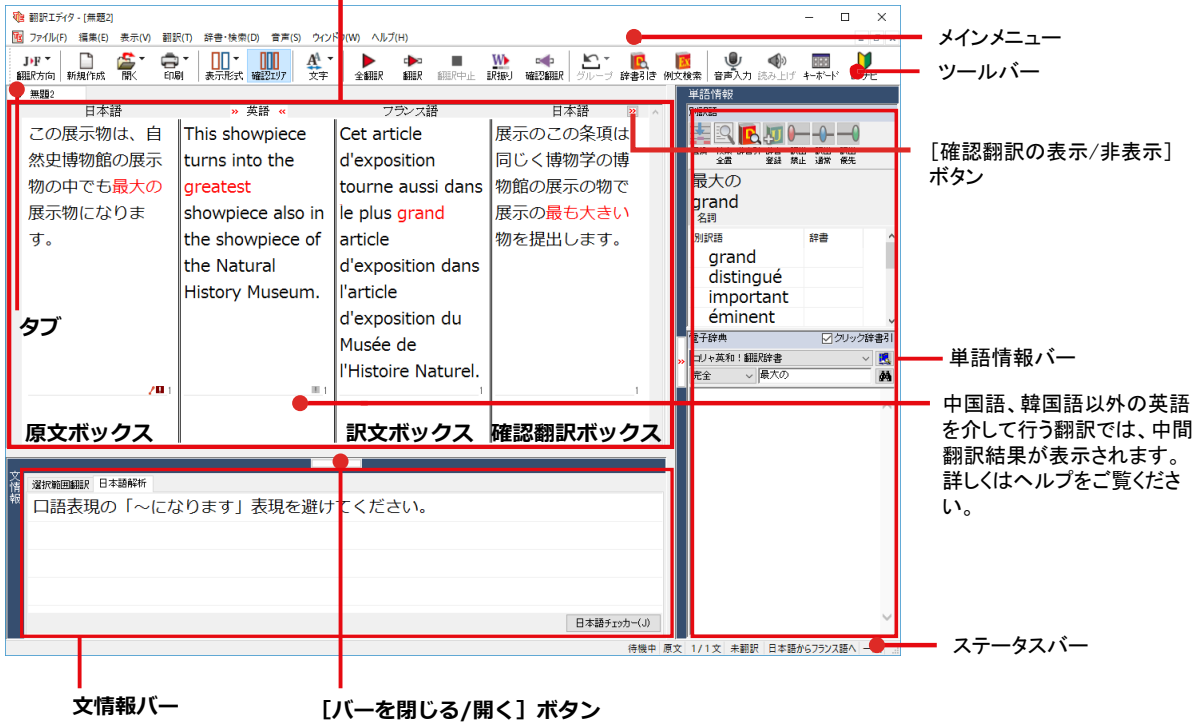 翻訳エディタ - [無題2]
ファイル(F) 編集(E) 表示(V) 翻訳(T) 辞書・検索(D) 音声(S) ウィンドウ(W) ヘルプ(H)
メインメニュー
J▸F
翻訳方向 新規作成 開く 印刷 表示形式 確認エリア 文字 全翻訳 翻訳 翻訳中止 訳振り 確認翻訳 グループ 辞書引き 例文検索 音声入力 読み上げ キーボード
ツールバー
無題2
単語情報
日本語 » 英語 « フランス語 日本語 »
別訳語
この展示物は、自
然史博物館の展示
物の中でも最大の
展示物になりま
す。
This showpiece
turns into the
greatest
showpiece also in
the showpiece of
the Natural
History Museum.
Cet article
d'exposition
tourne aussi dans
le plus grand
article
d'exposition dans
l'article
d'exposition du
Musée de
l'Histoire Naturel.
展示のこの条項は
同じく博物学の博
物館の展示の物で
展示の最も大きい
物を提出します。
1 1 1 1
全置 登録 禁止 通常 優先
[確認翻訳の表示/非表示]
ボタン
最大の
grand
名詞
別訳語 辞書
grand
distingué
important
éminent
タブ
電子辞典 クリック辞書引
コリャ英和!翻訳辞書
完全 最大の
単語情報バー
原文ボックス 訳文ボックス 確認翻訳ボックス
中国語、韓国語以外の英語
を介して行う翻訳では、中間
翻訳結果が表示されます。
詳しくはヘルプをご覧くださ
い。
文情報
選択範囲翻訳 日本語解析
口語表現の「～になります」表現を避けてください。
日本語チェッカー(J)
待機中 原文 1/1文 未翻訳 日本語からフランス語へ
ステータスバー
文情報バー
[バーを閉じる/開く] ボタン